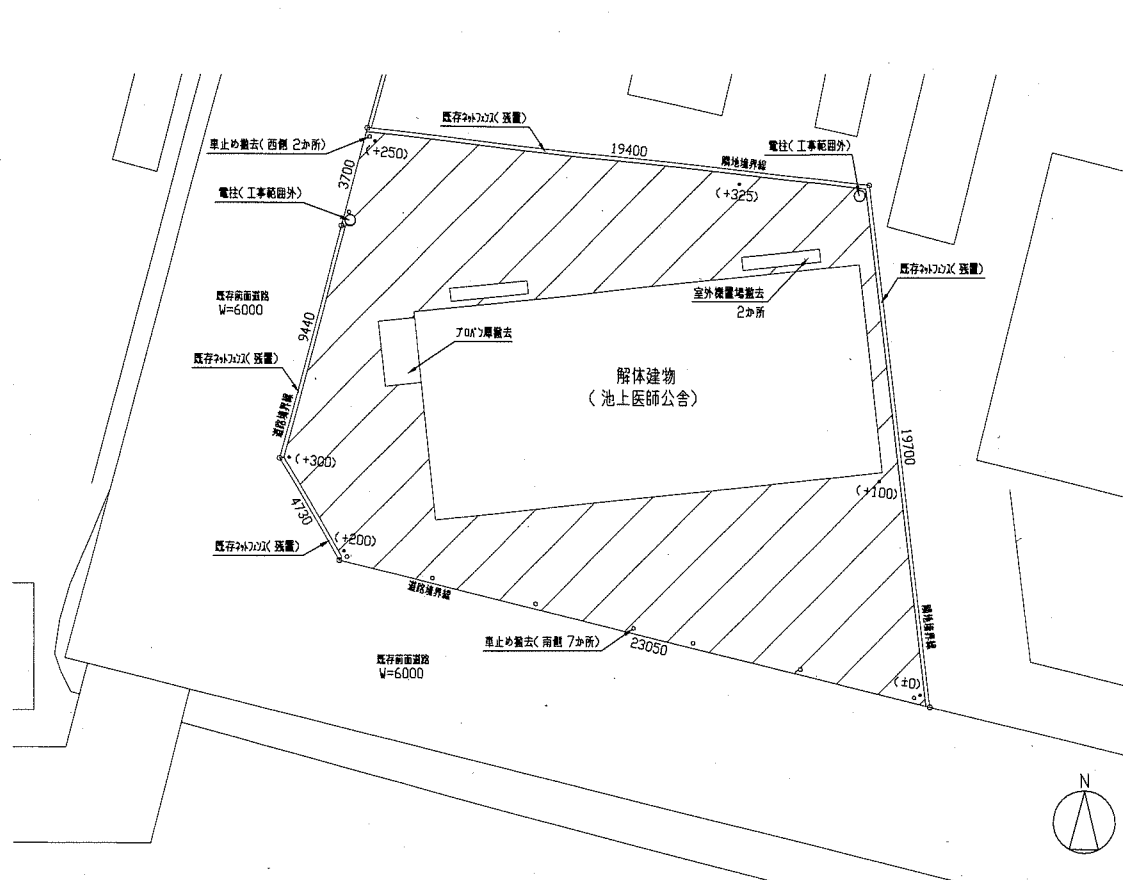 既存ネットフェンス( 残置)
車止め撤去( 西側 2か所)
19400
隣地境界線
電柱( 工事範囲外)
(+250)
3700
(+325)
電柱( 工事範囲外)
既存ネットフェンス( 残置)
既存前面道路
W=6000
室外機置場撤去
2か所
9440
プロパン庫撤去
既存ネットフェンス( 残置)
解体建物
( 池上医師公舎)
道路境界線
19700
(+300)
(+100)
4730
(+200)
既存ネットフェンス( 残置)
道路境界線
隣地境界線
車止め撤去( 南側 7か所)
23050
既存前面道路
W=6000
(±0)
N